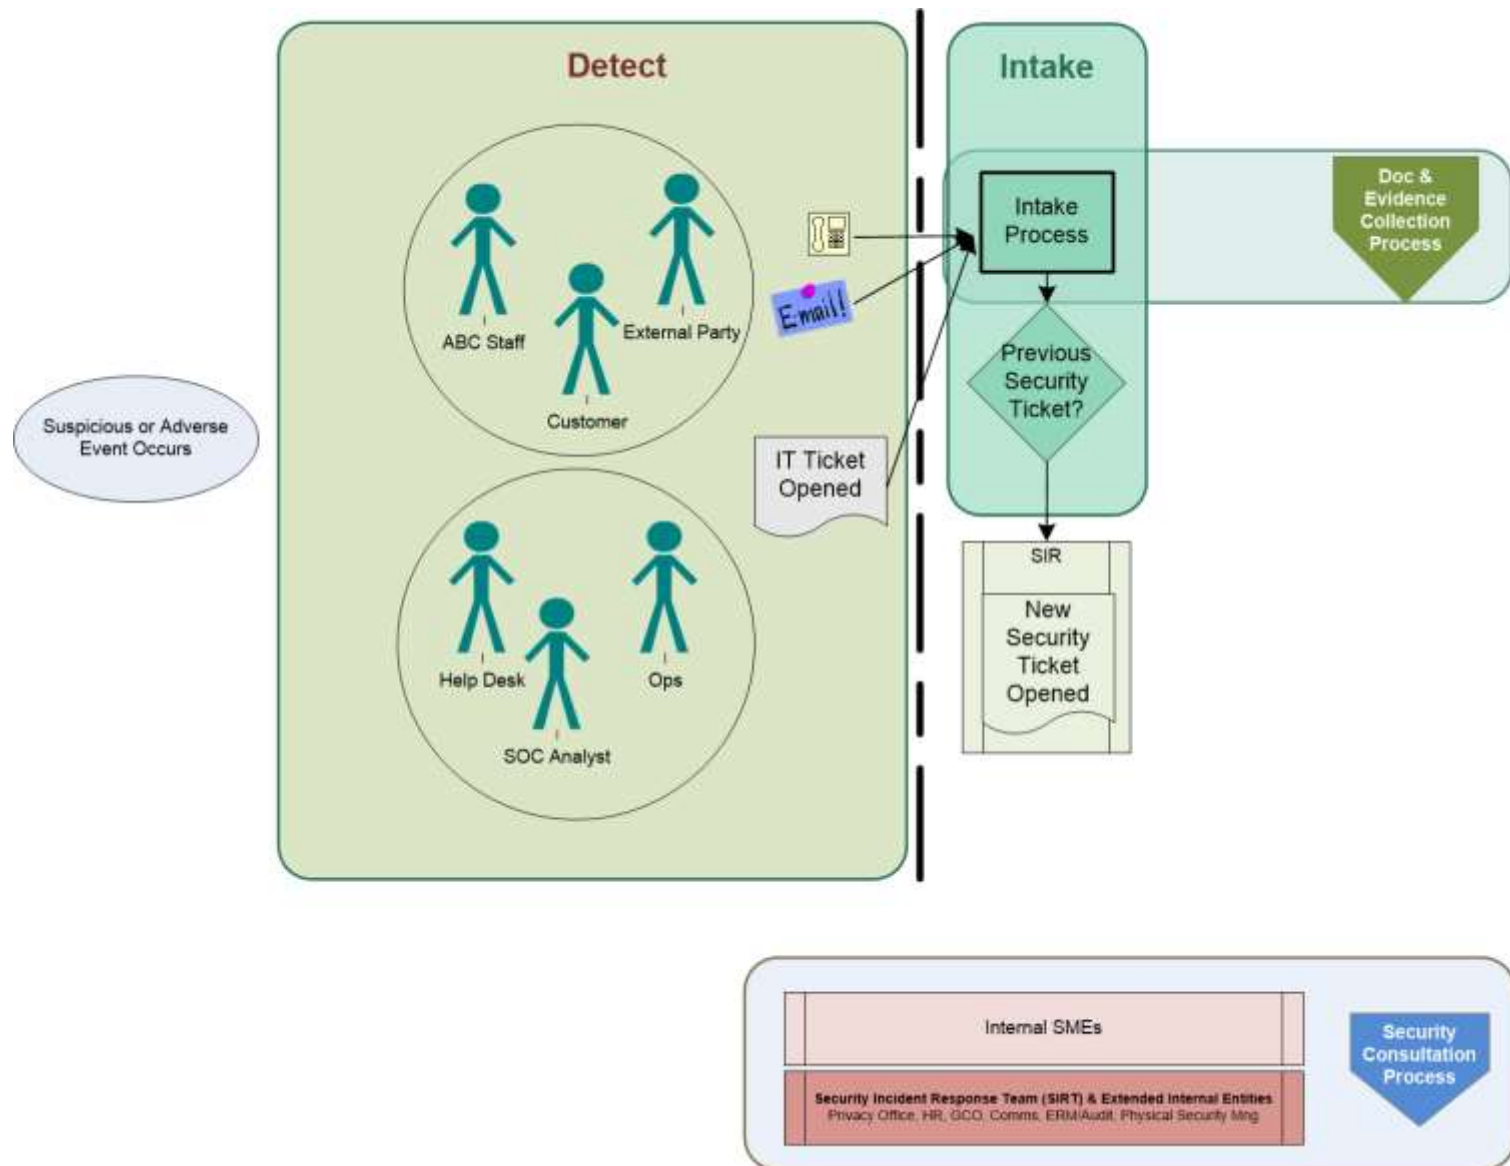 Detect
Intake
Doc &
Evidence
Collection
Process
Intake
Process
ABC Staff
External Party
Customer
E-mail!
Previous
Security
Ticket?
Suspicious or Adverse
Event Occurs
IT Ticket
Opened
SIR
New
Security
Ticket
Opened
Help Desk
Ops
SOC Analyst
Internal SMEs
Security
Consultation
Process
Security Incident Response Team (SIRT) & Extended Internal Entities
Privacy Office, HR, GCO, Comms, ERM/Audit, Physical Security Mng